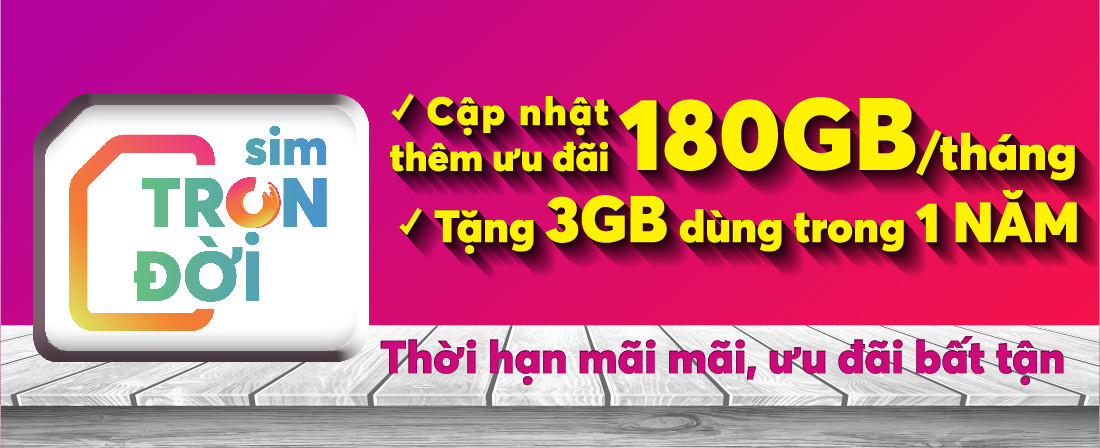 sim
TRỌN
ĐỜI
✓ Cập nhật
thêm ưu đãi 180GB/tháng
✓ Tặng 3GB dùng trong 1 NĂM
Thời hạn mãi mãi, ưu đãi bất tận